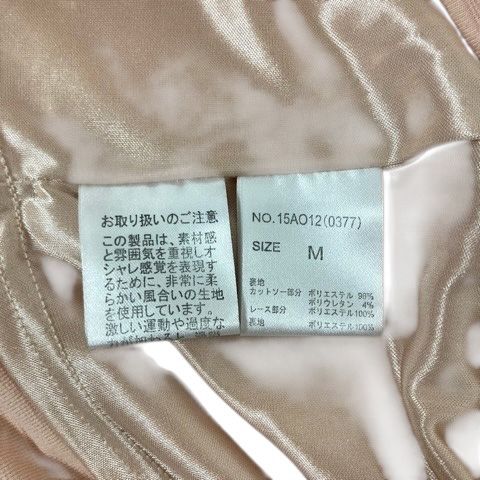 お取り扱いのご注意
この製品は、素材感
と雰囲気を重視しオ
シャレ感覚を表現す
るために、非常に柔
らかい風合いの生地
を使用しています。
激しい運動や過度な
NO.15AO12(0377)
SIZE M
表地
カットソー部分 ポリエステル 96%
ポリウレタン 4%
レース部分 ポリエステル100%
裏地 ポリエステル100%